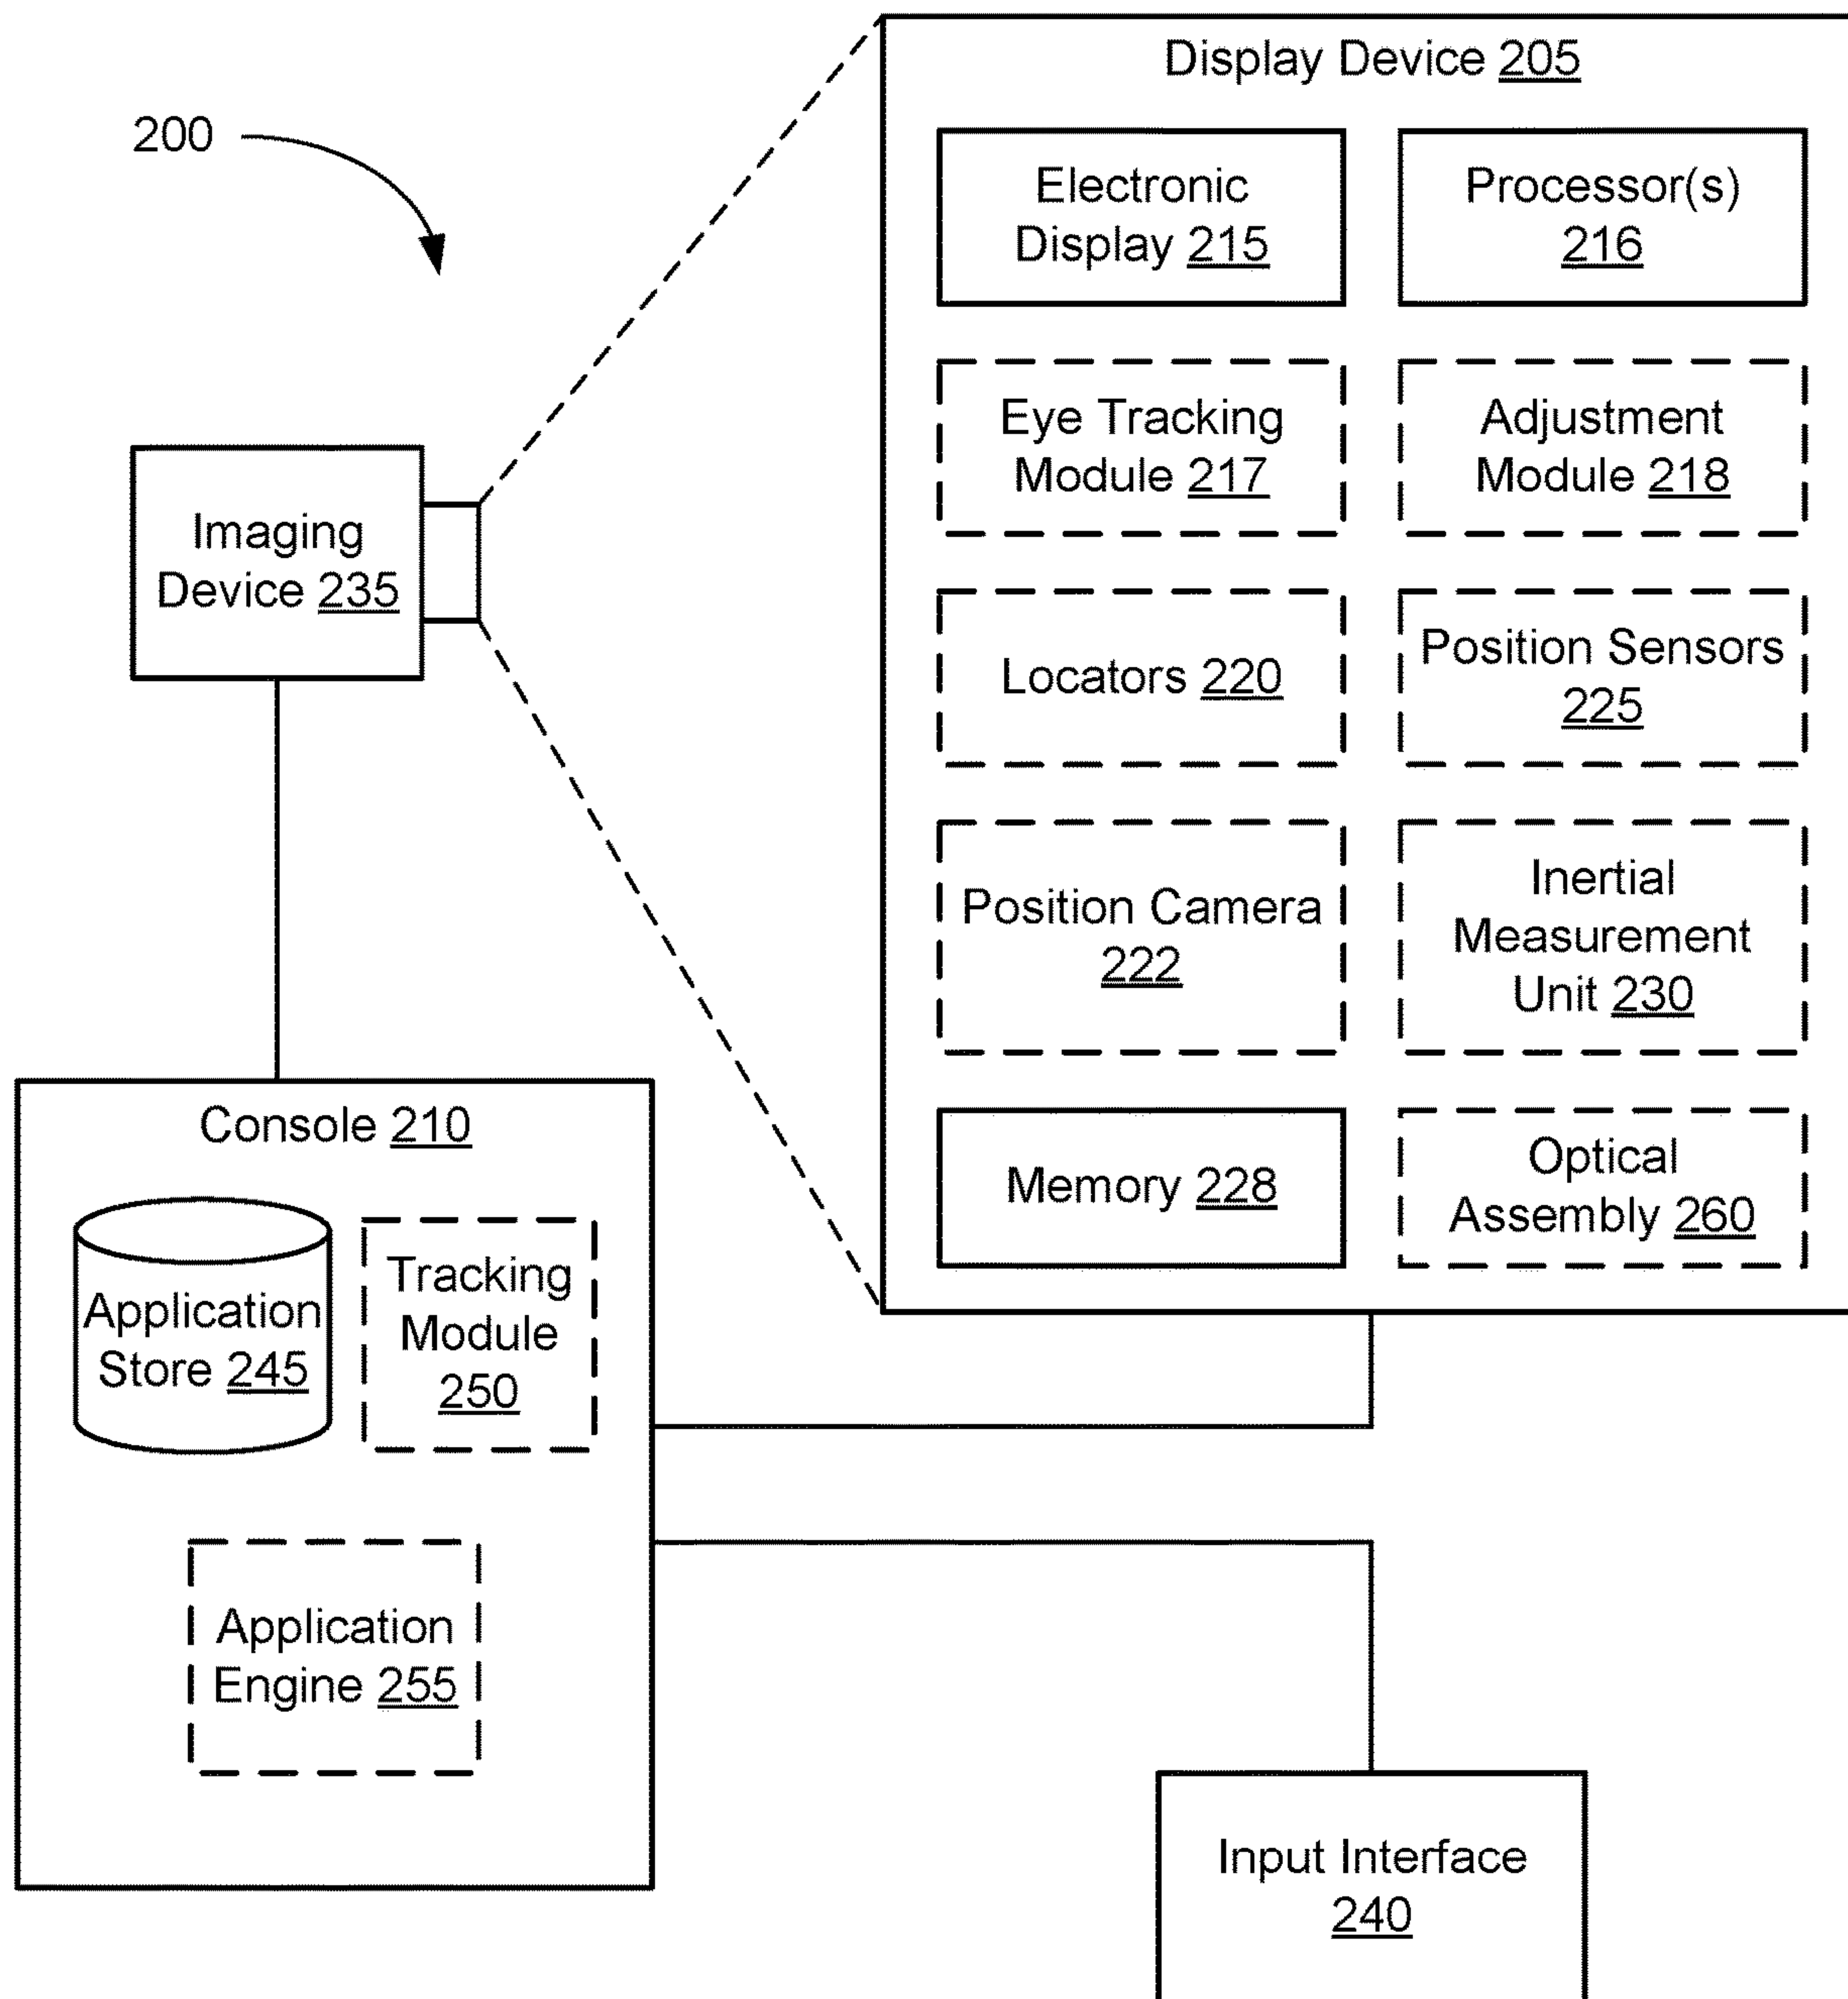 200
Display Device 205
Electronic
Display 215
Processor(s)
216
Eye Tracking
Module 217
Adjustment
Module 218
Imaging
Device 235
Locators 220
Position Sensors
225
Position Camera
222
Inertial
Measurement
Unit 230
Memory 228
Optical
Assembly 260
Console 210
Application
Store 245
Tracking
Module
250
Application
Engine 255
Input Interface
240